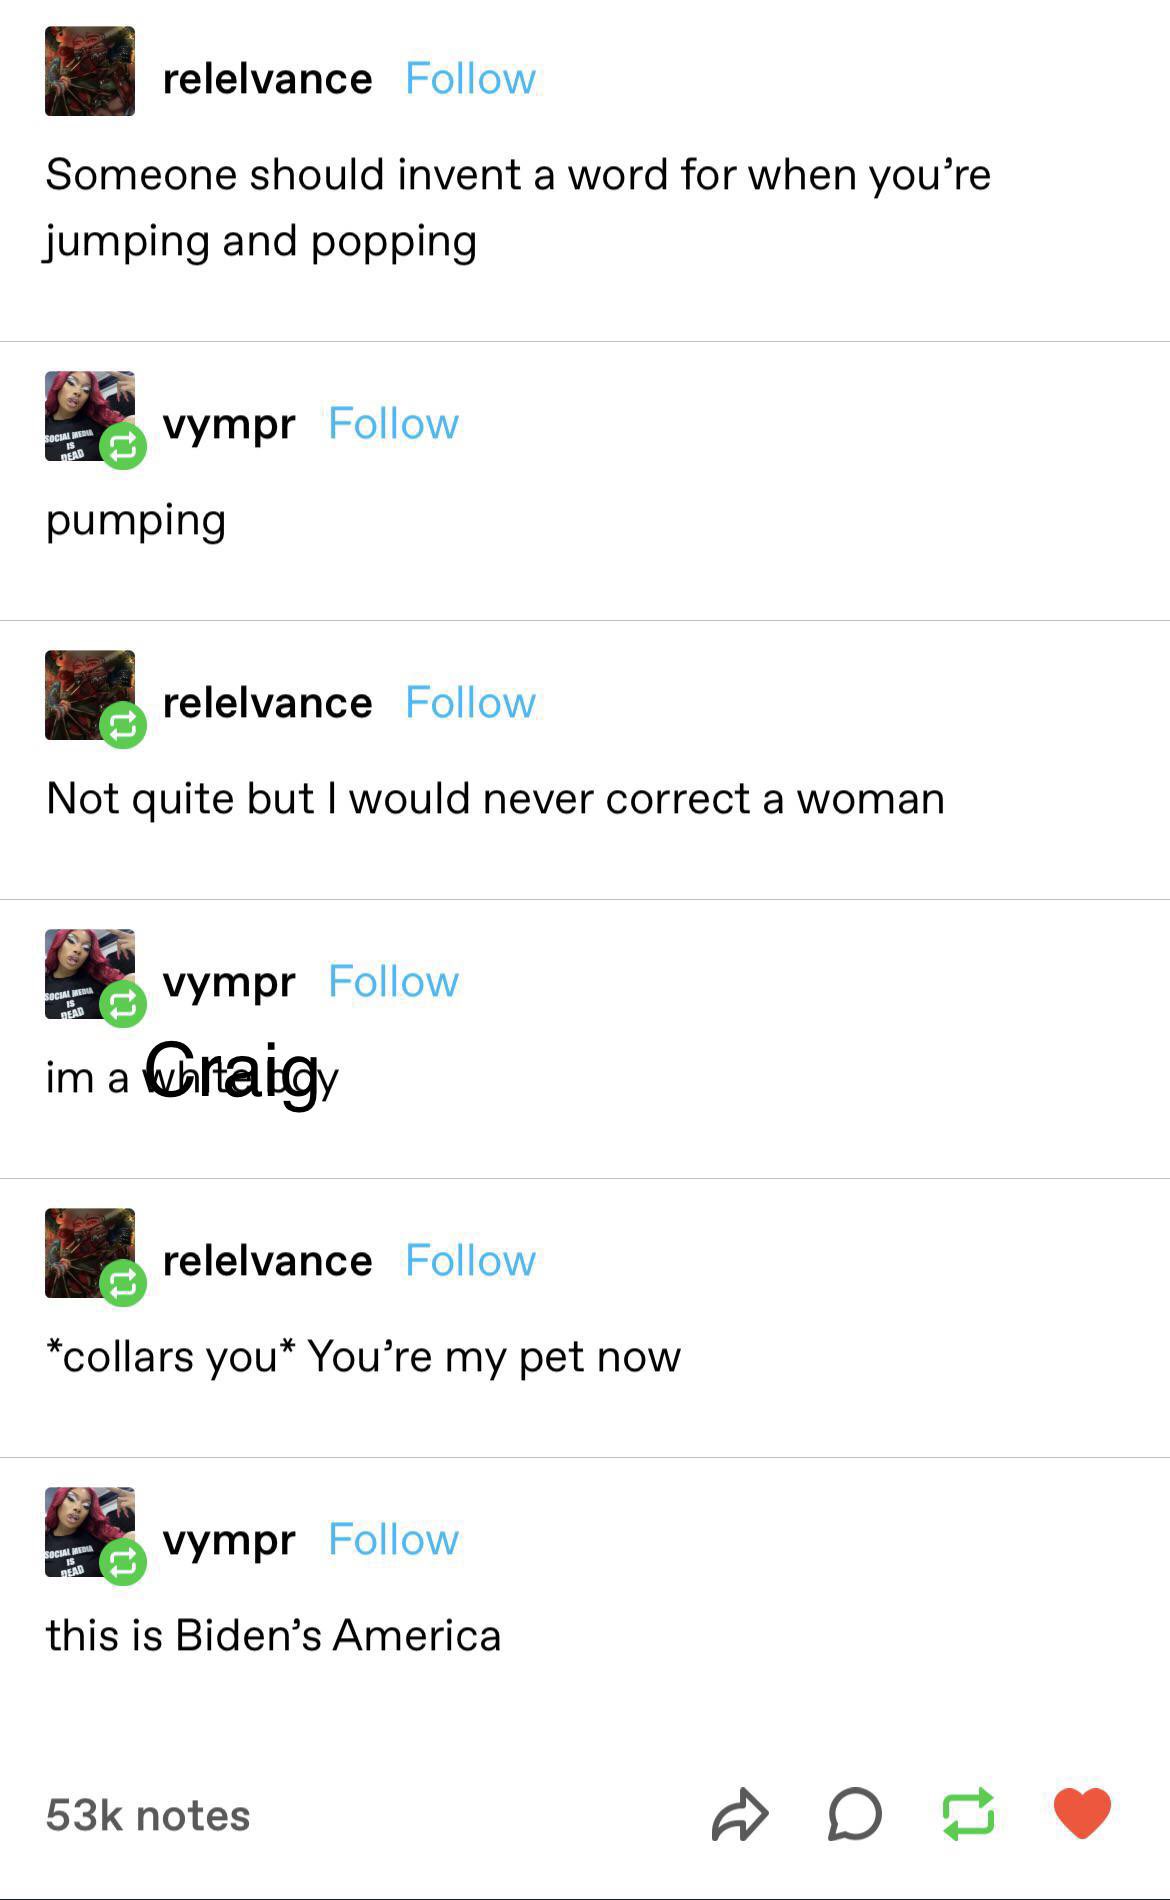 relelvance Follow
Someone should invent a word for when you’re
jumping and popping
vympr Follow
SOCIAL MEDIA
IS
DEAD
pumping
relelvance Follow
Not quite but I would never correct a woman
vympr Follow
SOCIAL MEDIA
IS
DEAD
im a white boy
Craig
relelvance Follow
*collars you* You’re my pet now
vympr Follow
SOCIAL MEDIA
IS
DEAD
this is Biden’s America
53k notes